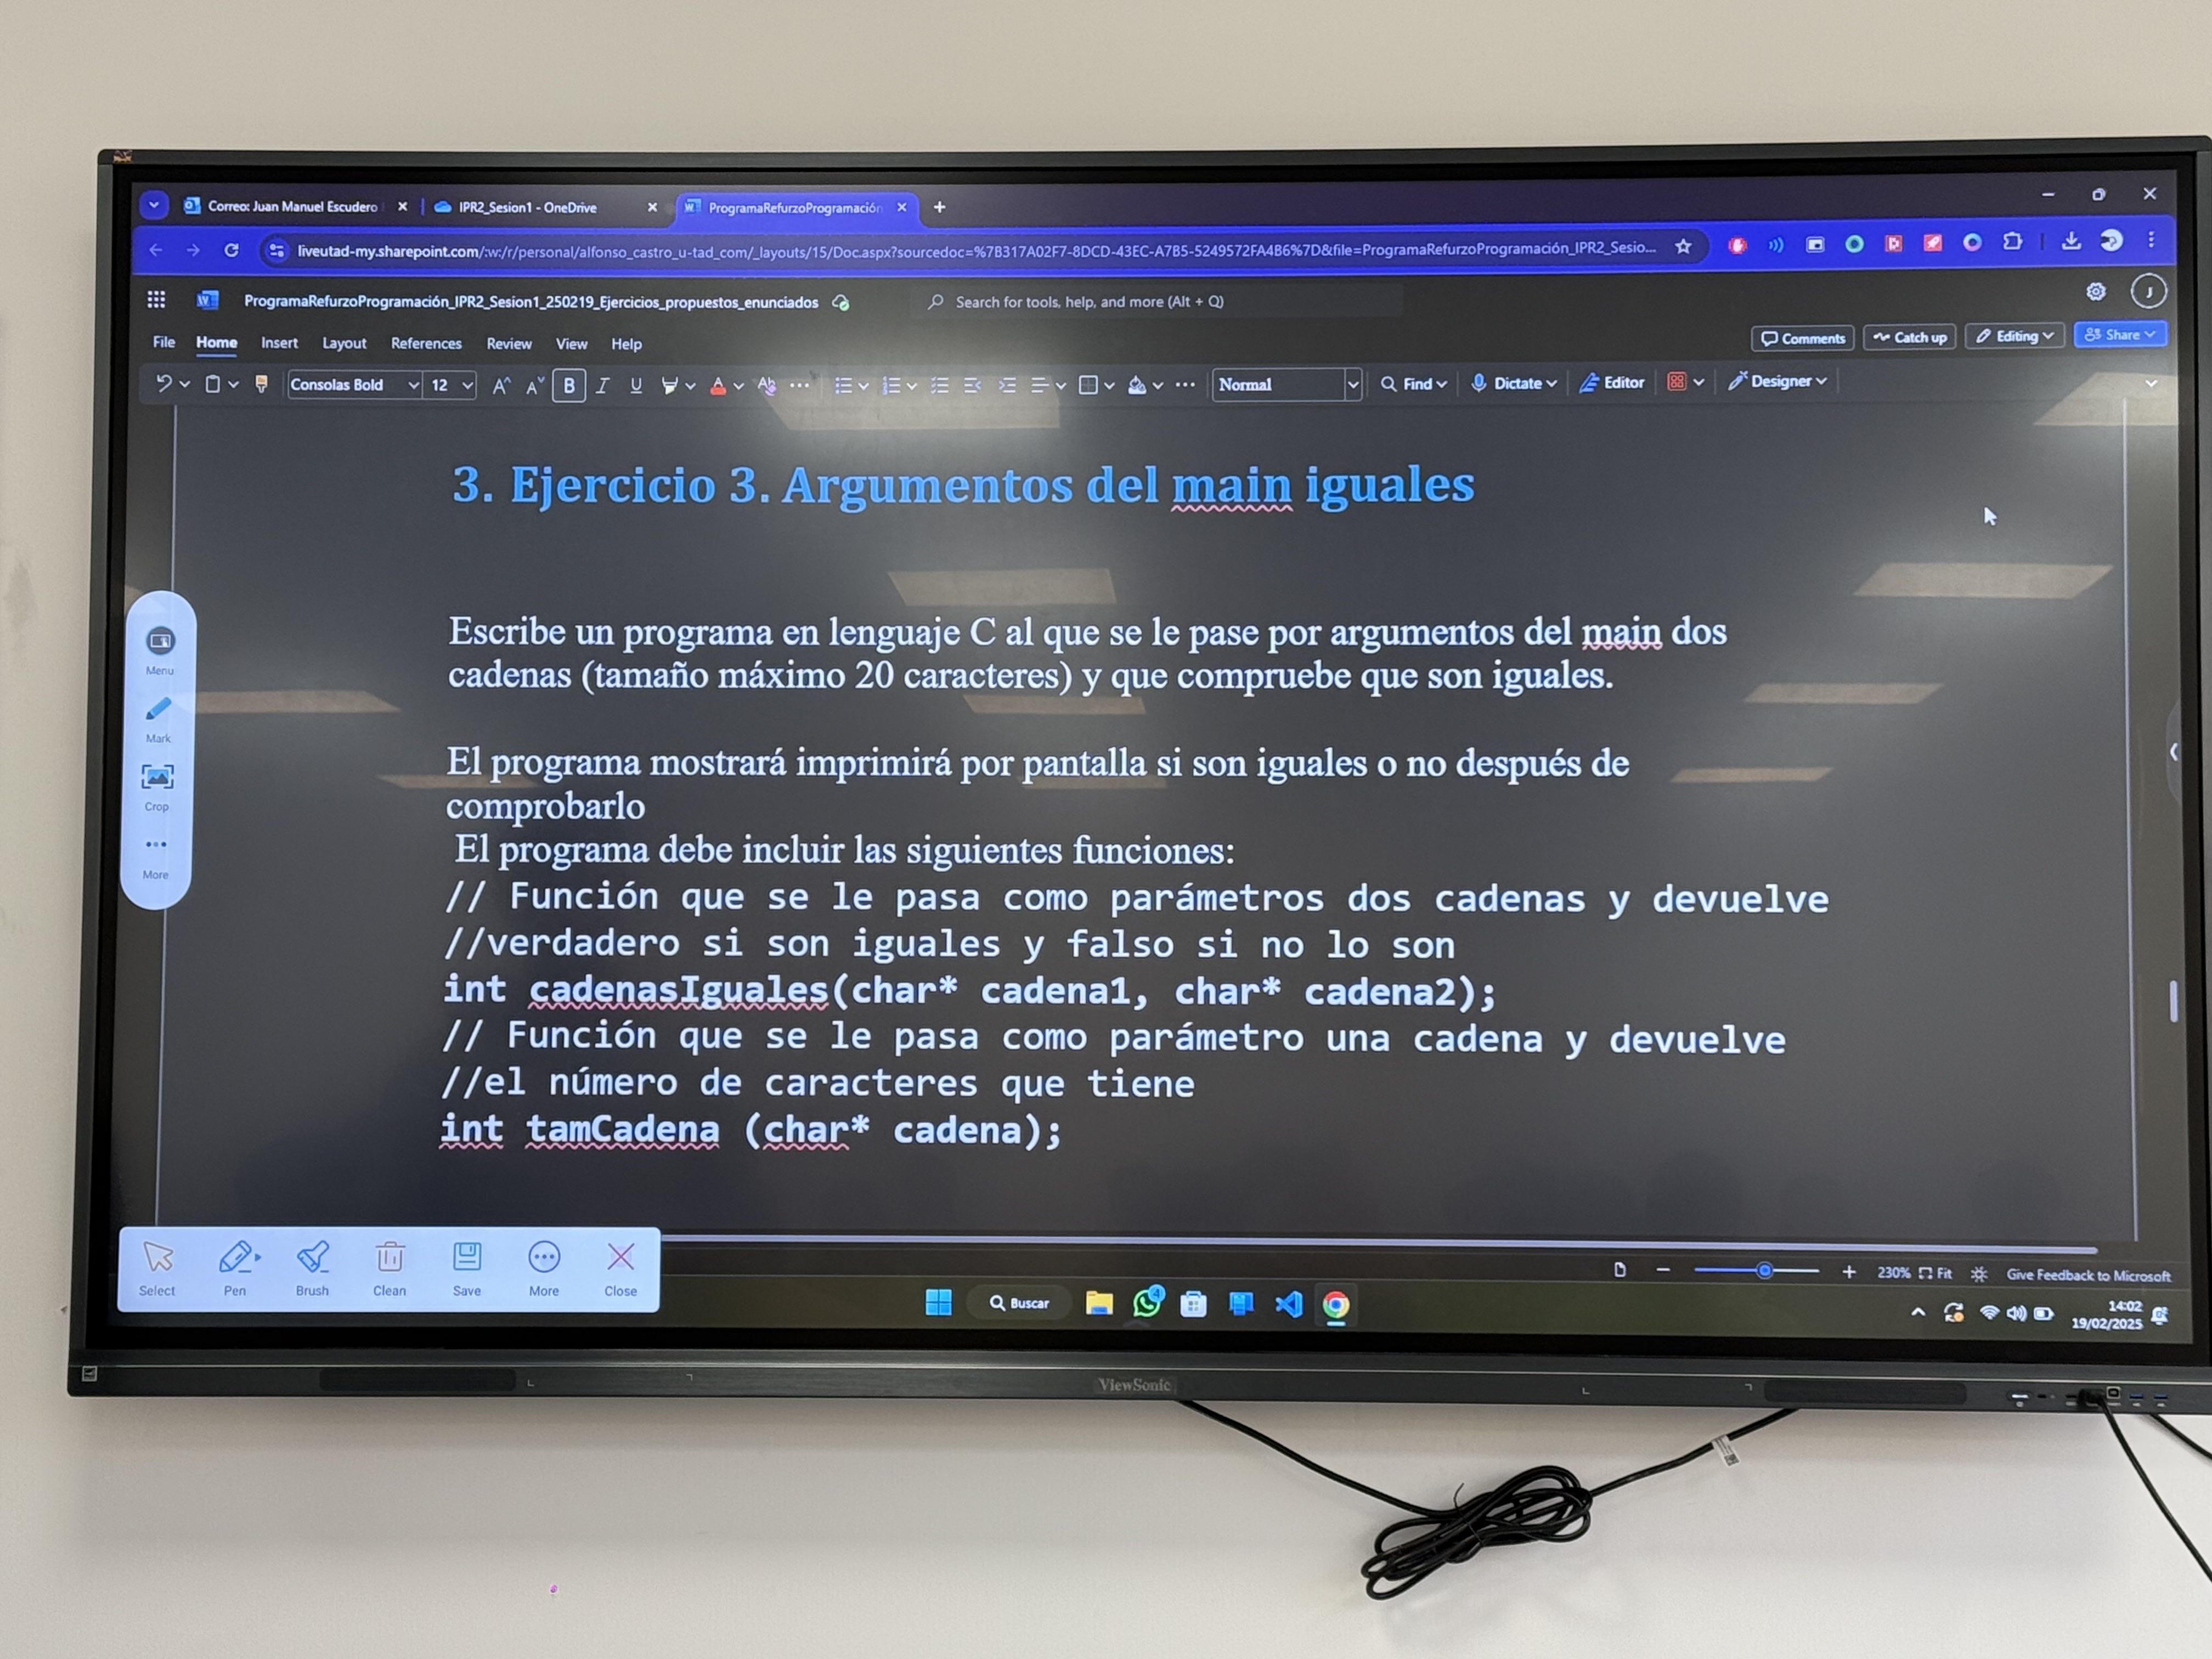 Correo: Juan Manuel Escudero
IPR2_Sesion1 - OneDrive
ProgramaRefurzoProgramación
liveutad-my.sharepoint.com/:w:/r/personal/alfonso_castro_u-tad_com/_layouts/15/Doc.aspx?sourcedoc=%7B317A02F7-8DCD-43EC-A7B5-5249572FA4B6%7D&file=ProgramaRefurzoProgramación_IPR2_Sesio...
ProgramaRefurzoProgramación_IPR2_Sesion1_250219_Ejercicios_propuestos_enunciados
Search for tools, help, and more (Alt + Q)
J
File Home Insert Layout References Review View Help
Comments Catch up Editing Share
Consolas Bold 12 Normal Find Dictate Editor Designer
3. Ejercicio 3. Argumentos del main iguales
Escribe un programa en lenguaje C al que se le pase por argumentos del main dos
cadenas (tamaño máximo 20 caracteres) y que compruebe que son iguales.
El programa mostrará imprimirá por pantalla si son iguales o no después de
comprobarlo
El programa debe incluir las siguientes funciones:
// Función que se le pasa como parámetros dos cadenas y devuelve
//verdadero si son iguales y falso si no lo son
int cadenasIguales(char* cadena1, char* cadena2);
// Función que se le pasa como parámetro una cadena y devuelve
//el número de caracteres que tiene
int tamCadena (char* cadena);
Menu
Mark
Crop
More
Select Pen Brush Clean Save More Close
230% Fit Give Feedback to Microsoft
Buscar
4
14:02
19/02/2025
ViewSonic